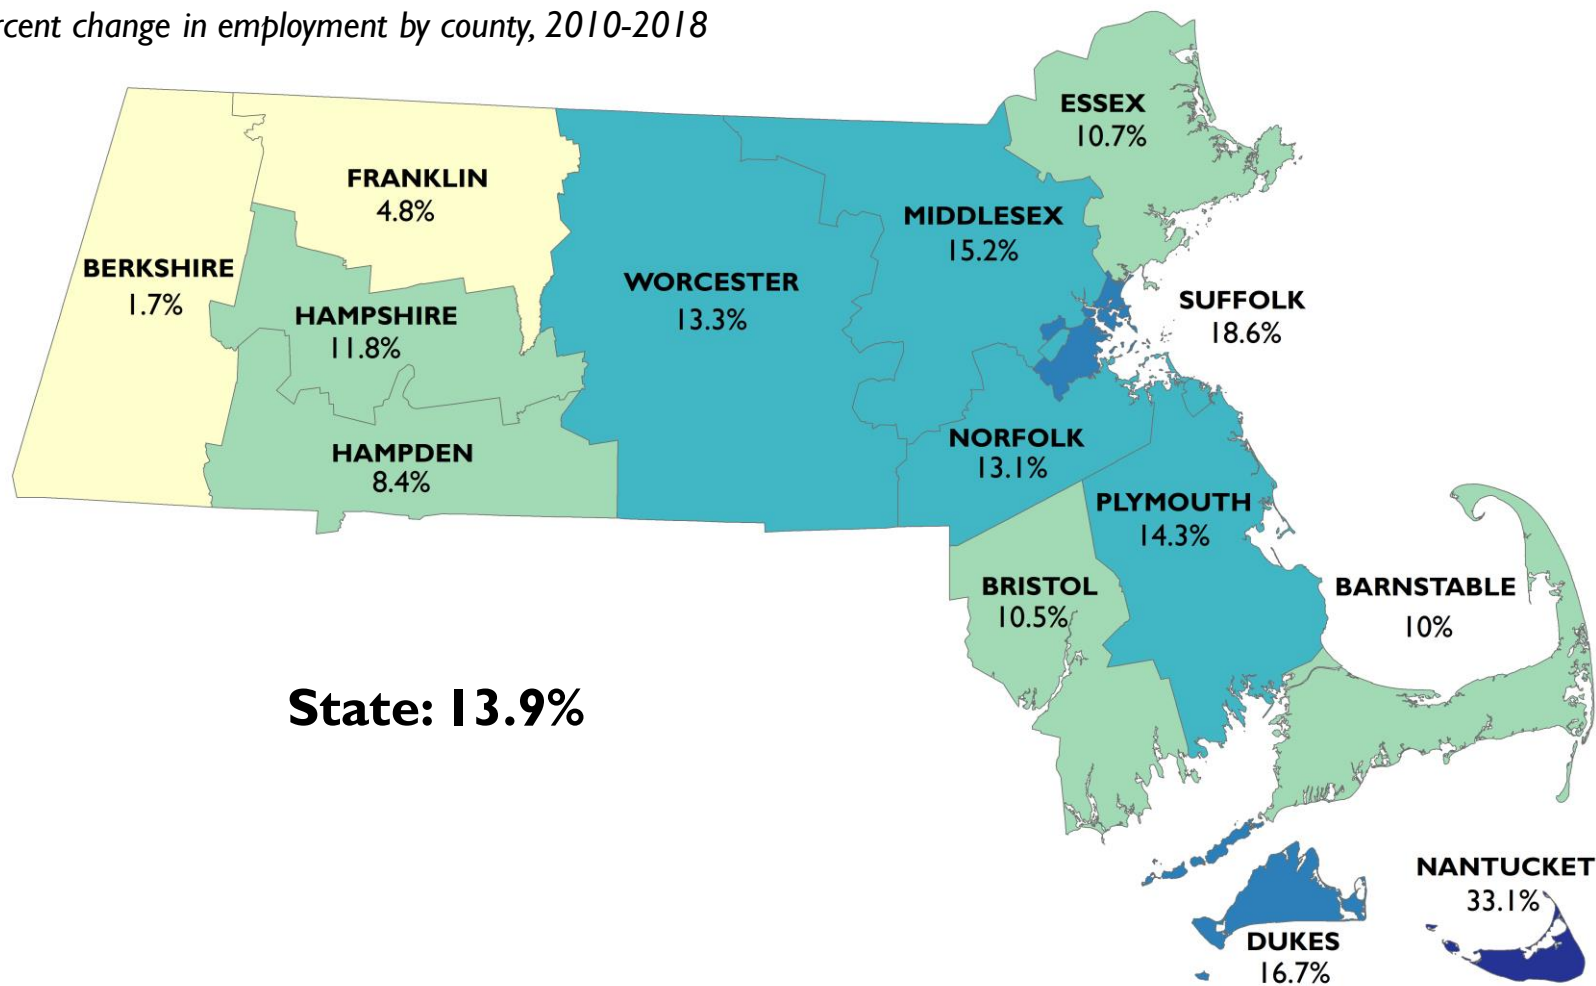 rcent change in employment by county, 2010-2018
ESSEX
10.7%
FRANKLIN
4.8%
MIDDLESEX
15.2%
BERKSHIRE
1.7%
WORCESTER
13.3%
SUFFOLK
18.6%
HAMPSHIRE
11.8%
NORFOLK
13.1%
HAMPDEN
8.4%
PLYMOUTH
14.3%
BRISTOL
10.5%
BARNSTABLE
10%
State: 13.9%
NANTUCKET
33.1%
DUKES
16.7%